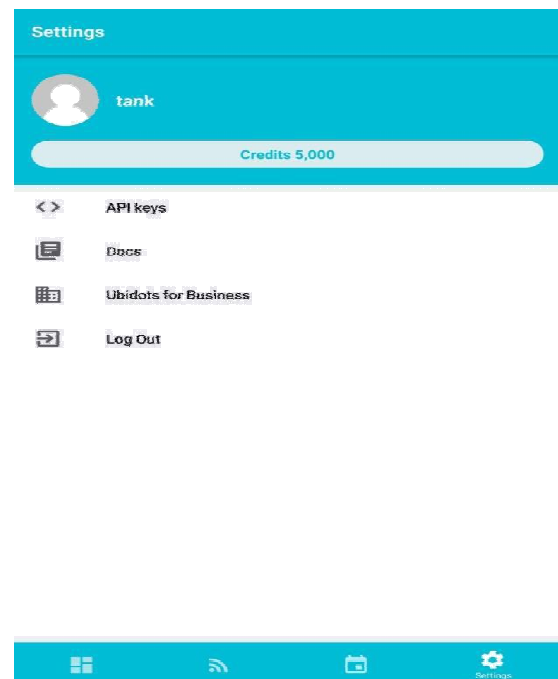 Settings
tank
Credits 5,000
API keys
Docs
Ubidots for Business
Log Out
Settings